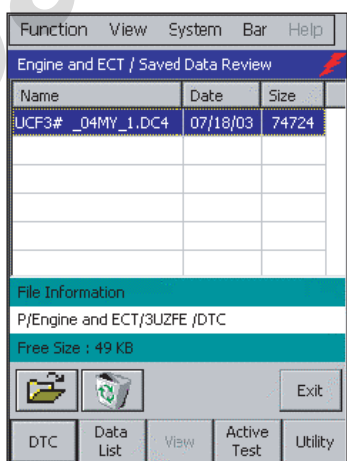 Function View System Bar Help
Engine and ECT / Saved Data Review
Name Date Size
UCF3# _04MY_1.DC4 07/18/03 74724
File Information
P/Engine and ECT/3UZFE /DTC
Free Size : 49 KB
Exit
DTC Data List View Active Test Utility